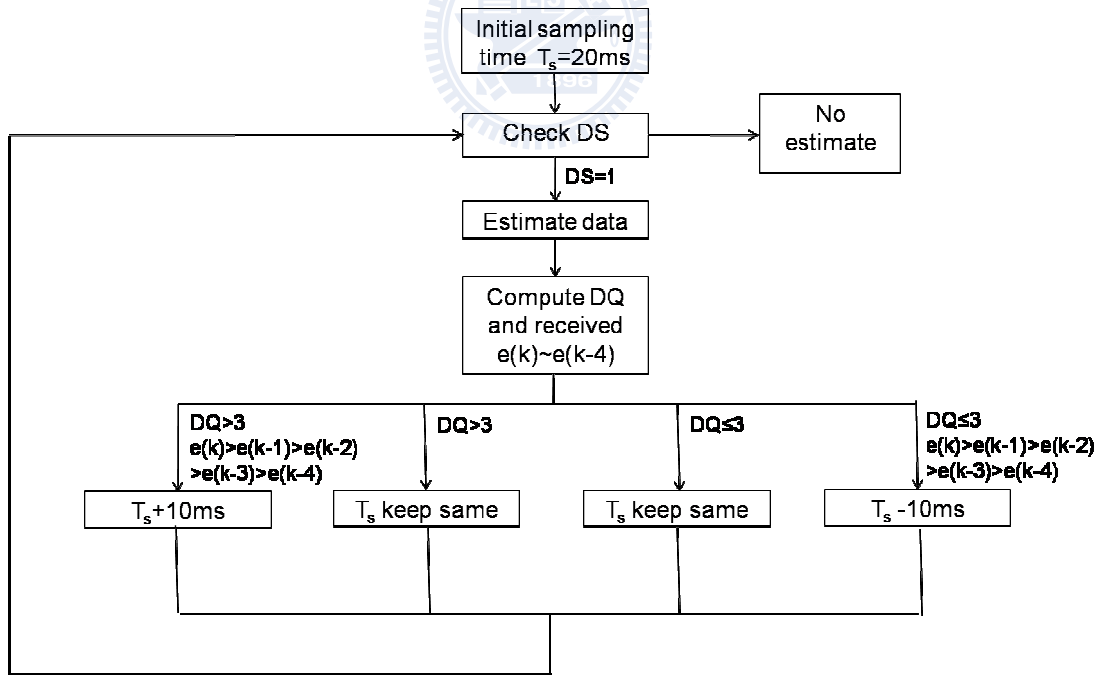 Initial sampling
time Ts=20ms
1896
Check DS
No
estimate
DS=1
Estimate data
Compute DQ
and received
e(k)~e(k-4)
DQ>3
e(k)>e(k-1)>e(k-2)
>e(k-3)>e(k-4)
DQ>3
DQ≤3
DQ≤3
e(k)>e(k-1)>e(k-2)
>e(k-3)>e(k-4)
Ts+10ms
Ts keep same
Ts keep same
Ts -10ms